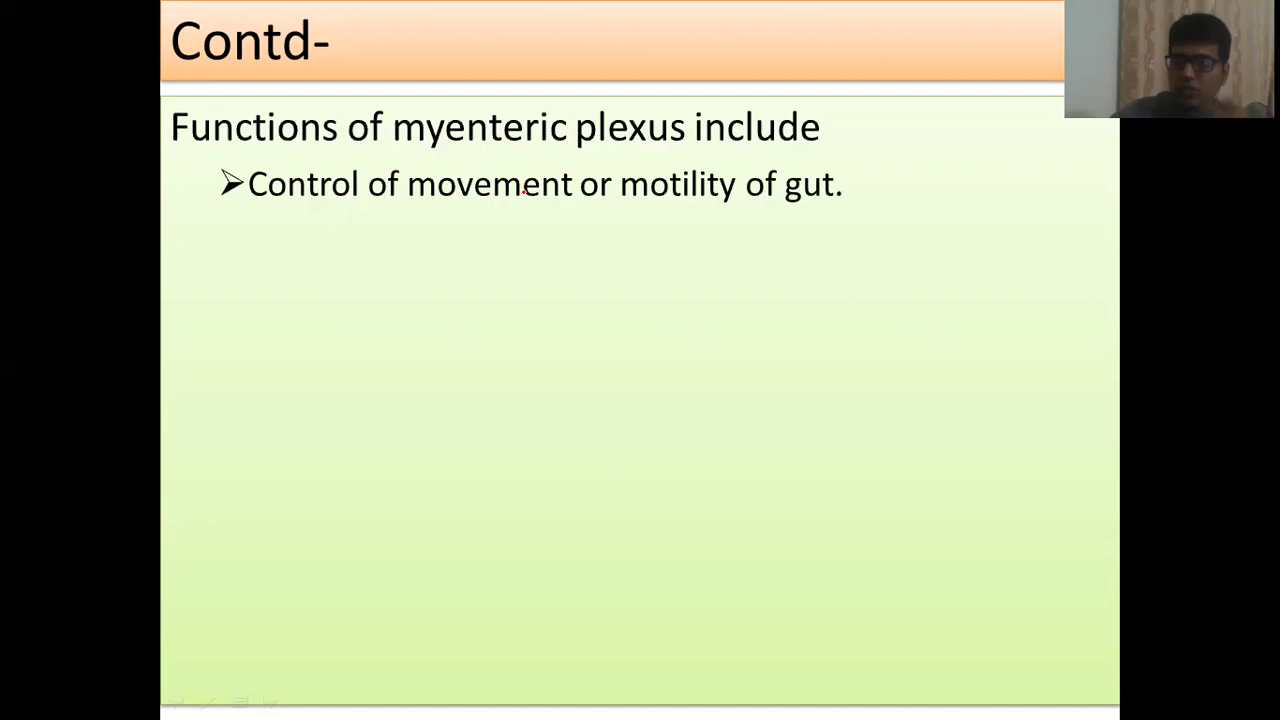 Contd-
Functions of myenteric plexus include
➢Control of movement or motility of gut.